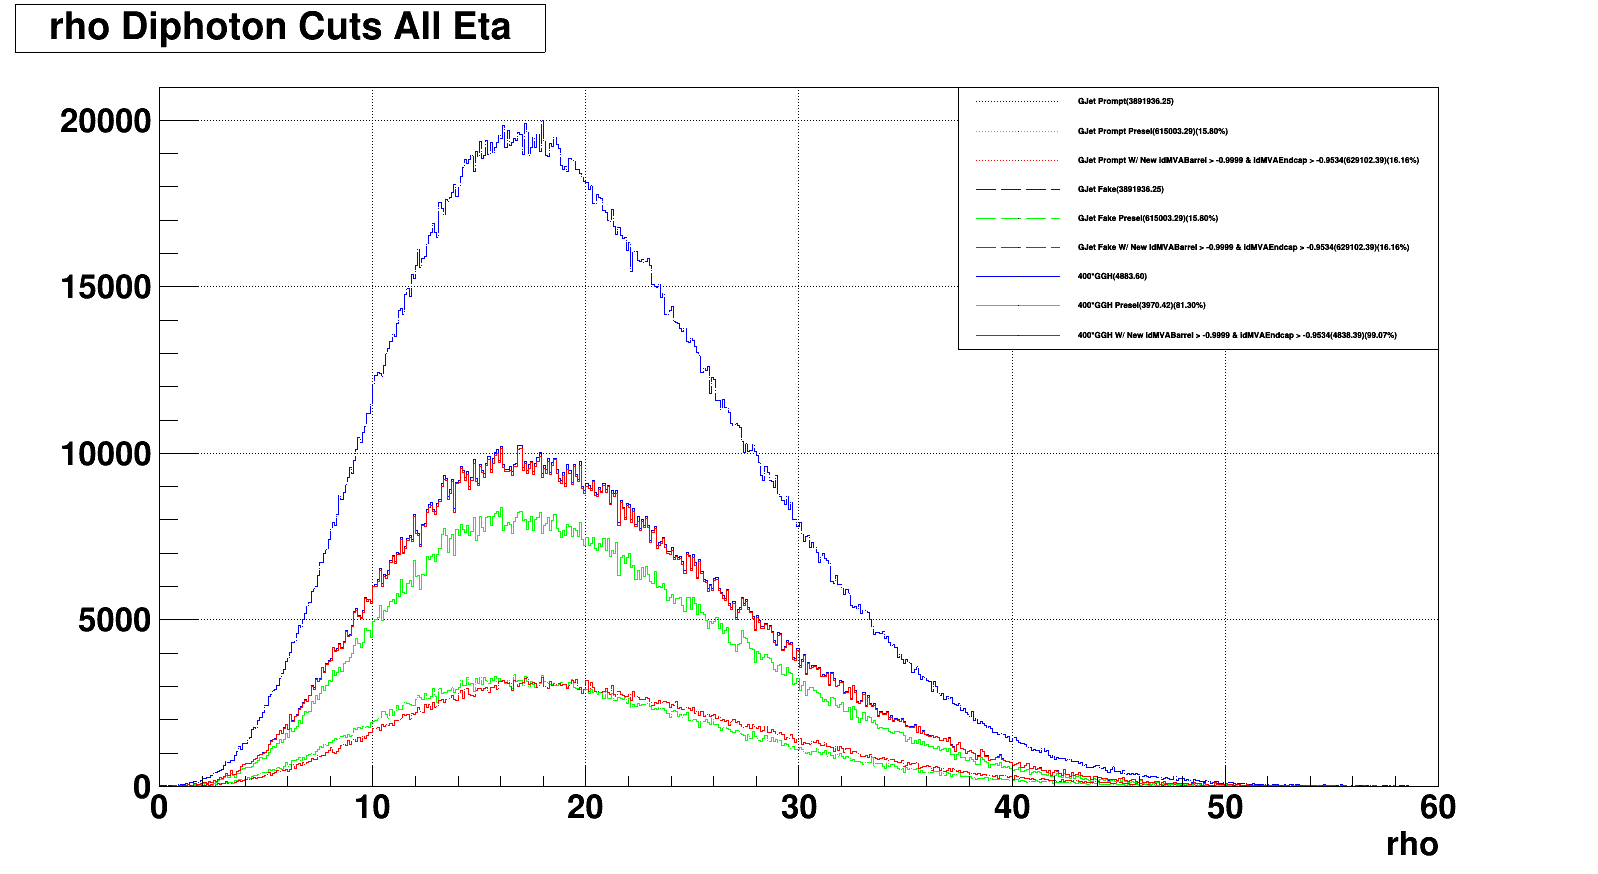 rho Diphoton Cuts All Eta
GJet Prompt(3891936.25)
GJet Prompt Presel(615003.29)(15.80%)
GJet Prompt W/ New idMVABarrel > -0.9999 & idMVAEndcap > -0.9534(629102.39)(16.16%)
GJet Fake(3891936.25)
GJet Fake Presel(615003.29)(15.80%)
GJet Fake W/ New idMVABarrel > -0.9999 & idMVAEndcap > -0.9534(629102.39)(16.16%)
400*GGH(4883.60)
400*GGH Presel(3970.42)(81.30%)
400*GGH W/ New idMVABarrel > -0.9999 & idMVAEndcap > -0.9534(4838.39)(99.07%)
20000
15000
10000
5000
0
0 10 20 30 40 50 60
rho